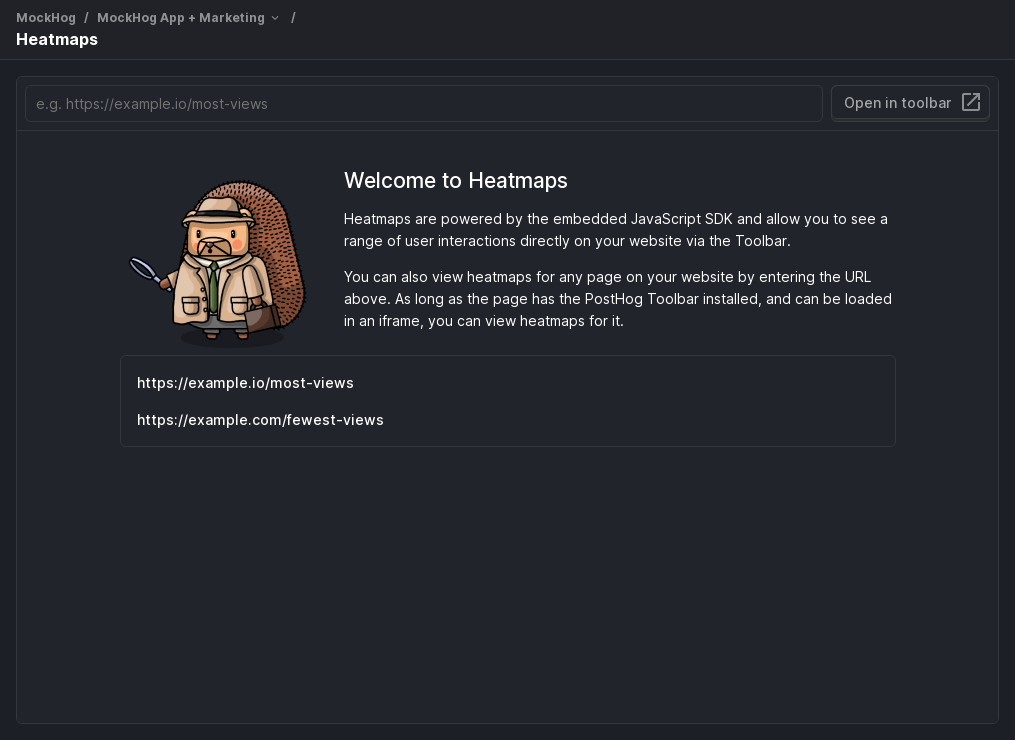 MockHog / MockHog App + Marketing /
Heatmaps
e.g. https://example.io/most-views
Open in toolbar
Welcome to Heatmaps
Heatmaps are powered by the embedded JavaScript SDK and allow you to see a
range of user interactions directly on your website via the Toolbar.
You can also view heatmaps for any page on your website by entering the URL
above. As long as the page has the PostHog Toolbar installed, and can be loaded
in an iframe, you can view heatmaps for it.
https://example.io/most-views
https://example.com/fewest-views